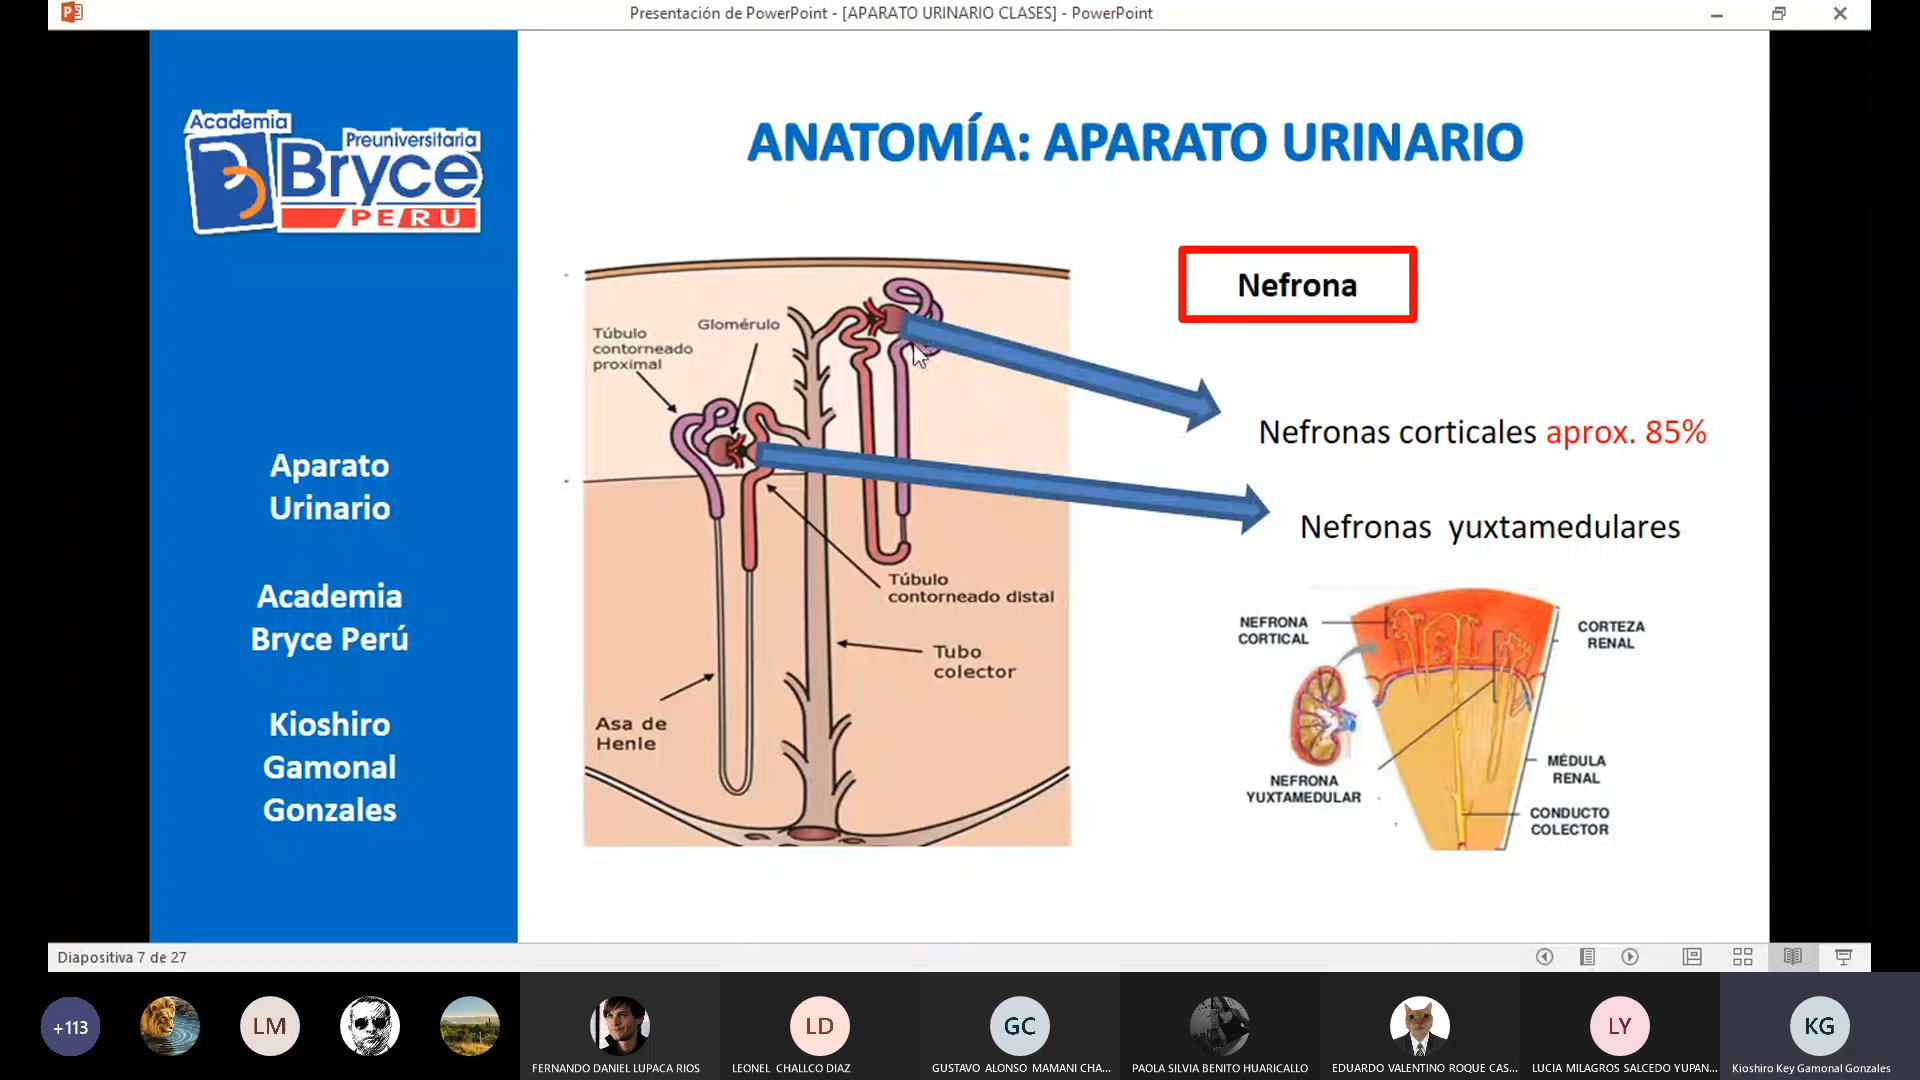 Presentación de PowerPoint - [APARATO URINARIO CLASES] - PowerPoint
Academia
Preuniversitaria
Bryce
PERÚ
Aparato
Urinario
Academia
Bryce Perú
Kioshiro
Gamonal
Gonzales
ANATOMÍA: APARATO URINARIO
Nefrona
Túbulo
contorneado
proximal
Glomérulo
Túbulo
contorneado distal
Tubo
colector
Asa de
Henle
Nefronas corticales aprox. 85%
Nefronas yuxtamedulares
NEFRONA
CORTICAL
CORTEZA
RENAL
NEFRONA
YUXTAMEDULAR
MÉDULA
RENAL
CONDUCTO
COLECTOR
Diapositiva 7 de 27
+113
LM
LD
GC
LY
KG
FERNANDO DANIEL LUPACA RIOS
LEONEL CHALLCO DIAZ
GUSTAVO ALONSO MAMANI CHA...
PAOLA SILVIA BENITO HUARICALLO
EDUARDO VALENTINO ROQUE CAS...
LUCIA MILAGROS SALCEDO YUPAN...
Kioshiro Key Gamonal Gonzales